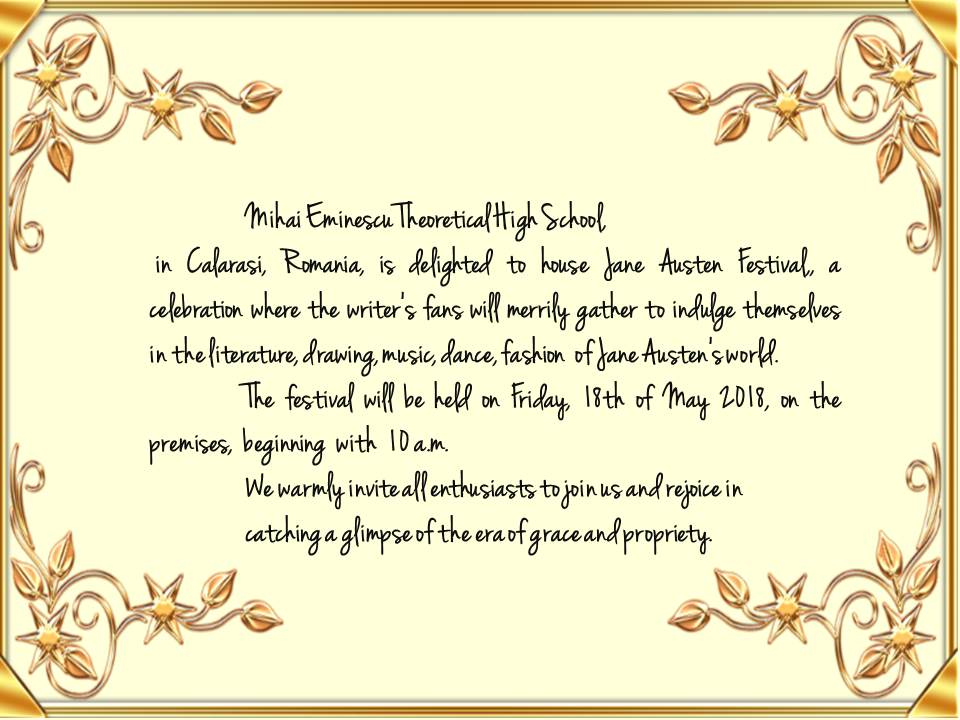 Mihai Eminescu Theoretical High School,
in Calarasi, Romania, is delighted to house Jane Austen Festival,, a
celebration where the writer's fans will merrily gather to indulge themselves
in the literature, drawing, music, dance, fashion of Jane Austen's world.
The festival will be held on Friday, 18th of May 2018, on the
premises, beginning with 10 a.m.
We warmly invite all enthusiasts to join us and rejoice in
catching a glimpse of the era of grace and propriety.